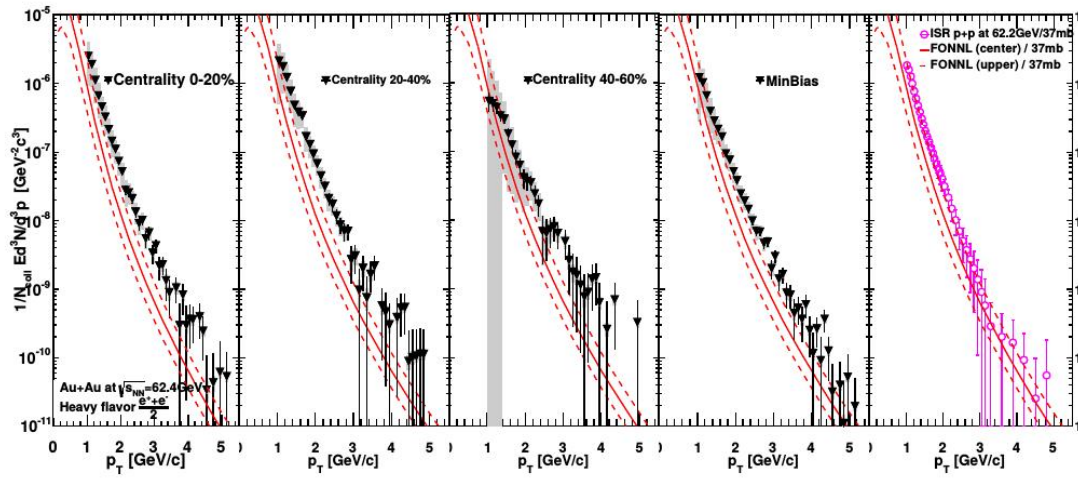 10⁻⁵
10⁻⁶
10⁻⁷
10⁻⁸
10⁻⁹
10⁻¹⁰
10⁻¹¹
1/N_coll Ed³N/d³p [GeV⁻²c³]
Centrality 0-20%
Au+Au at √s_NN=62.4GeV
Heavy flavor (e⁺+e⁻)/2
0 1 2 3 4 5
p_T [GeV/c]
Centrality 20-40%
0 1 2 3 4 5
p_T [GeV/c]
Centrality 40-60%
0 1 2 3 4 5
p_T [GeV/c]
MinBias
0 1 2 3 4 5
p_T [GeV/c]
ISR p+p at 62.2GeV/37mb
FONNL (center) / 37mb
FONNL (upper) / 37mb
0 1 2 3 4 5
p_T [GeV/c]